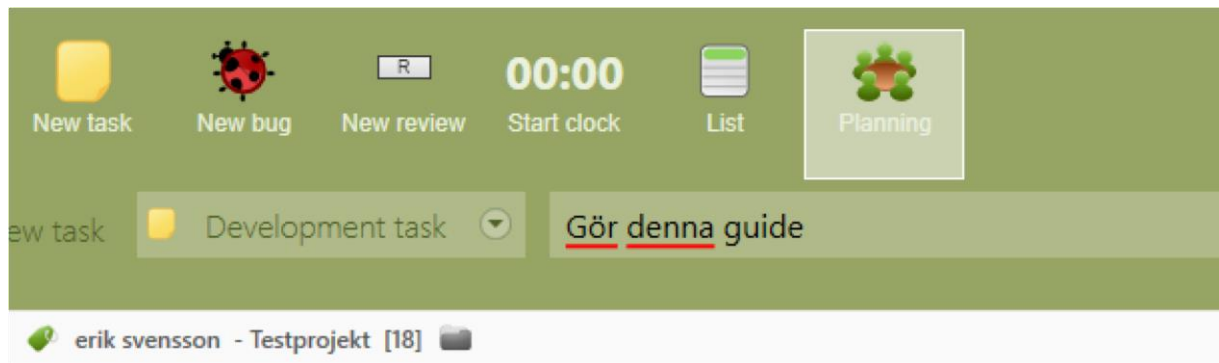 R
00:00
New task New bug New review Start clock List Planning
ew task Development task Gör denna guide
erik svensson - Testprojekt [18]